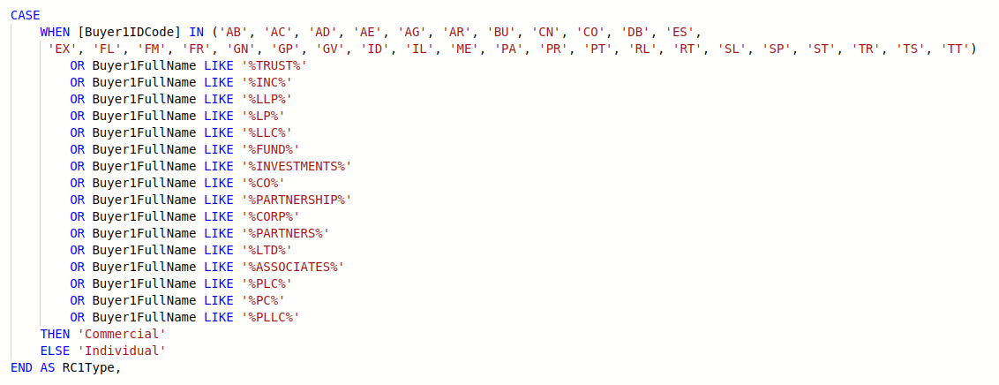 CASE
    WHEN [Buyer1IDCode] IN ('AB', 'AC', 'AD', 'AE', 'AG', 'AR', 'BU', 'CN', 'CO', 'DB', 'ES',
     'EX', 'FL', 'FM', 'FR', 'GN', 'GP', 'GV', 'ID', 'IL', 'ME', 'PA', 'PR', 'PT', 'RL', 'RT', 'SL', 'SP', 'ST', 'TR', 'TS', 'TT')
        OR Buyer1FullName LIKE '%TRUST%'
        OR Buyer1FullName LIKE '%INC%'
        OR Buyer1FullName LIKE '%LLP%'
        OR Buyer1FullName LIKE '%LP%'
        OR Buyer1FullName LIKE '%LLC%'
        OR Buyer1FullName LIKE '%FUND%'
        OR Buyer1FullName LIKE '%INVESTMENTS%'
        OR Buyer1FullName LIKE '%CO%'
        OR Buyer1FullName LIKE '%PARTNERSHIP%'
        OR Buyer1FullName LIKE '%CORP%'
        OR Buyer1FullName LIKE '%PARTNERS%'
        OR Buyer1FullName LIKE '%LTD%'
        OR Buyer1FullName LIKE '%ASSOCIATES%'
        OR Buyer1FullName LIKE '%PLC%'
        OR Buyer1FullName LIKE '%PC%'
        OR Buyer1FullName LIKE '%PLLC%'
    THEN 'Commercial'
    ELSE 'Individual'
END AS RC1Type,